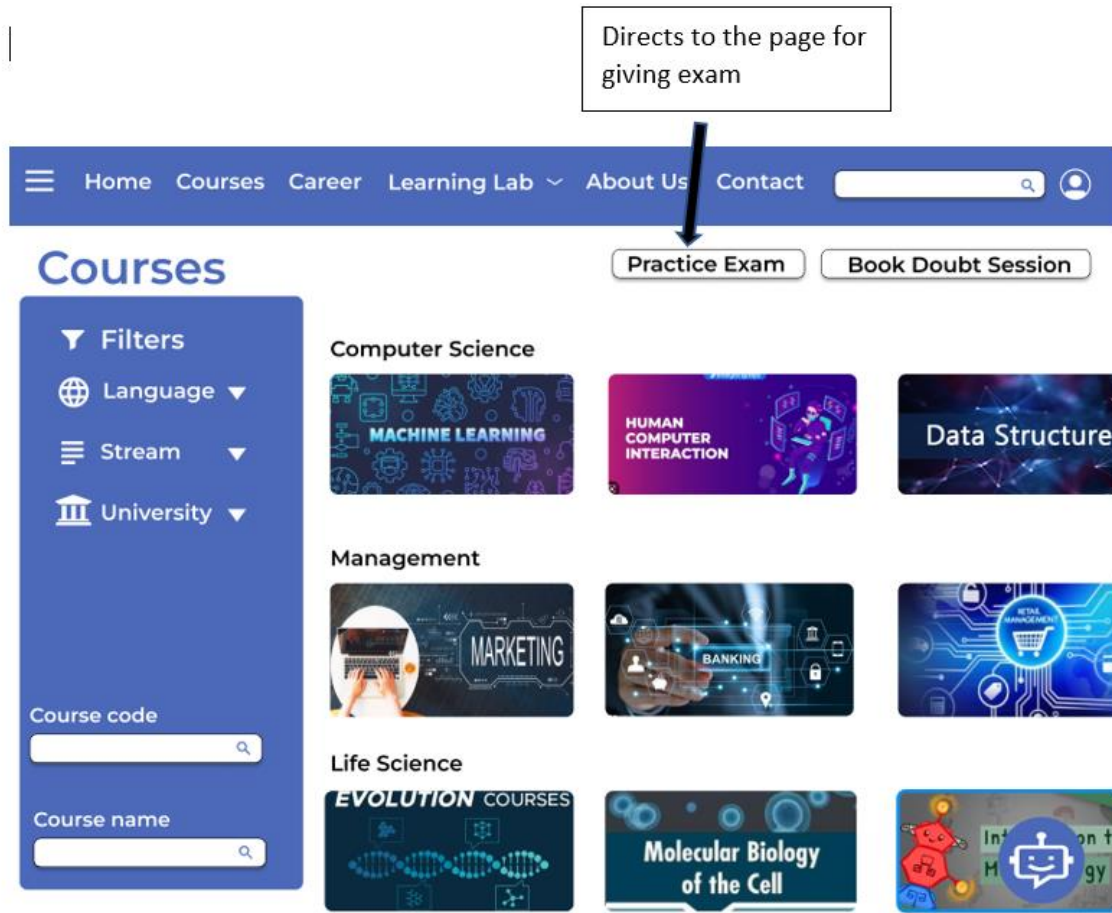 Directs to the page for
giving exam
Home Courses Career Learning Lab About Us Contact
Courses
Practice Exam
Book Doubt Session
Filters
Language
Stream
University
Course code
Course name
Computer Science
MACHINE LEARNING
HUMAN
COMPUTER
INTERACTION
Data Structure
Management
MARKETING
BANKING
RETAIL
MANAGEMENT
Life Science
EVOLUTION COURSES
Molecular Biology
of the Cell